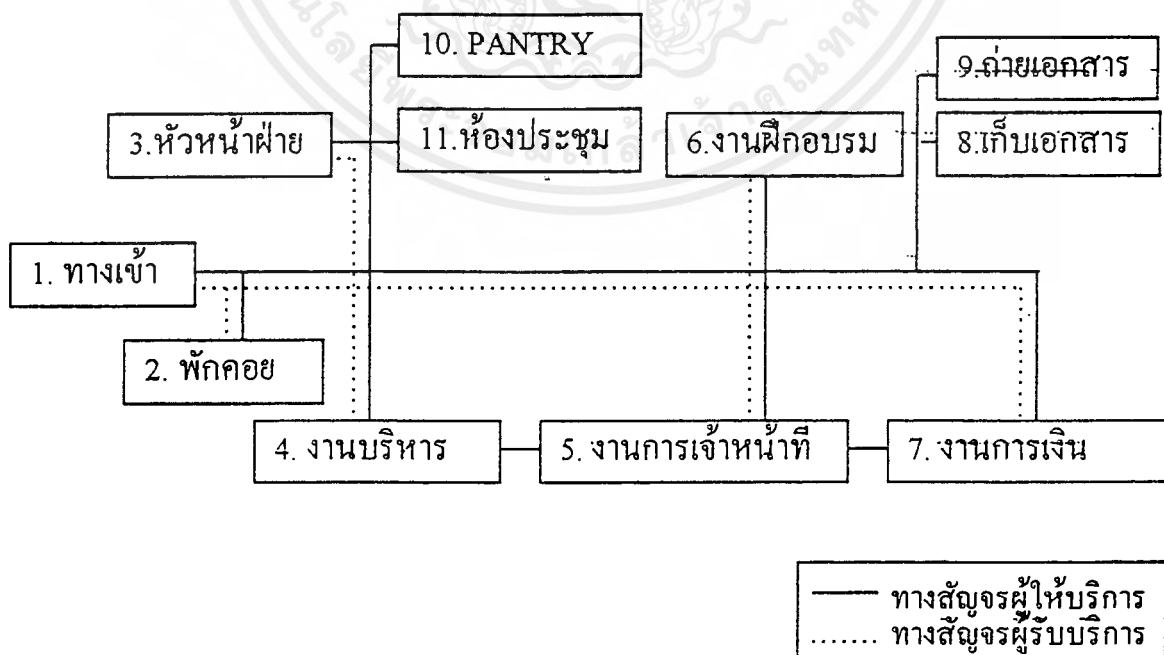 10. PANTRY
9.ถ่ายเอกสาร
3.หัวหน้าฝ่าย
11.ห้องประชุม
6.งานฝึกอบรม
8.เก็บเอกสาร
1. ทางเข้า
2. พักคอย
4. งานบริหาร
5. งานการเจ้าหน้าที่
7. งานการเงิน
ทางสัญจรผู้ให้บริการ
ทางสัญจรผู้รับบริการ